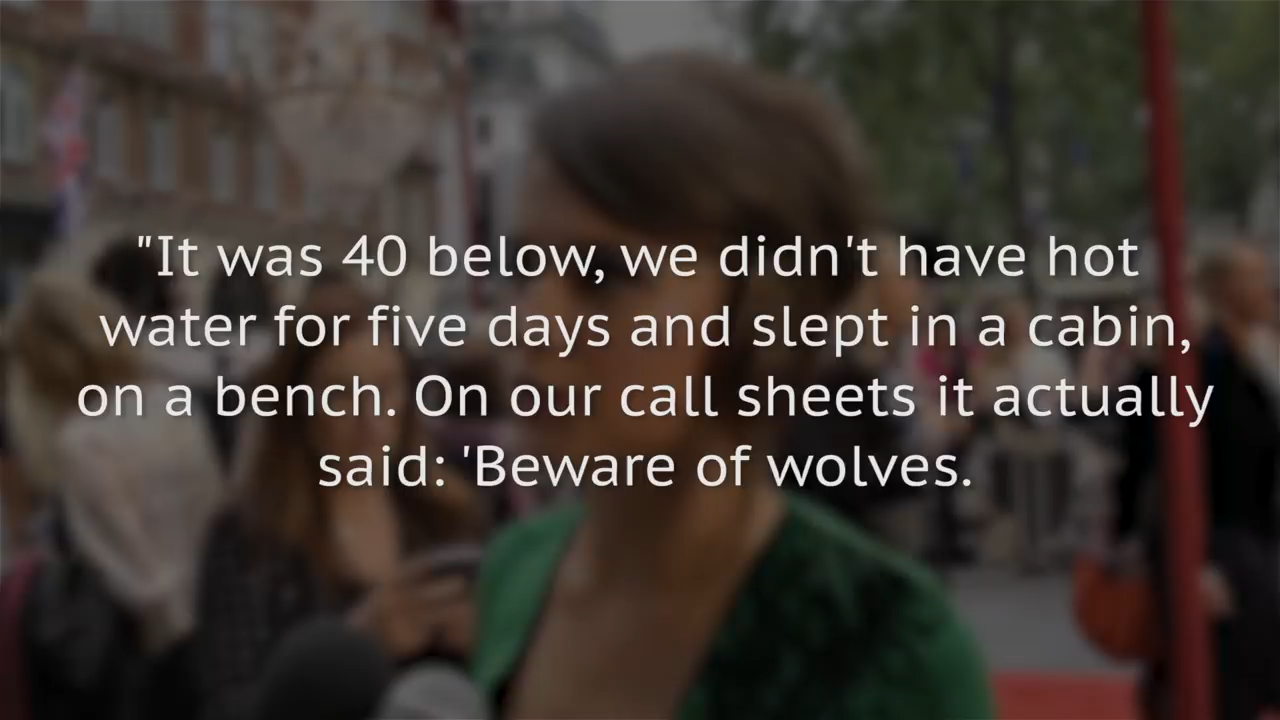 "It was 40 below, we didn't have hot
water for five days and slept in a cabin,
on a bench. On our call sheets it actually
said: 'Beware of wolves.